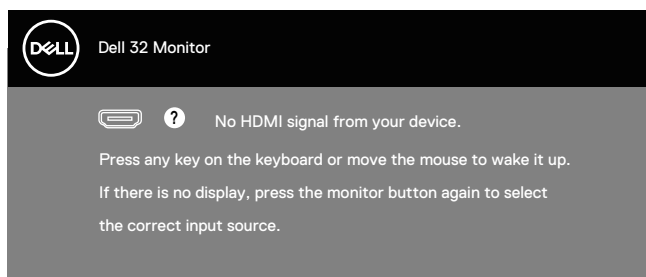 DELL
Dell 32 Monitor
? No HDMI signal from your device.
Press any key on the keyboard or move the mouse to wake it up.
If there is no display, press the monitor button again to select
the correct input source.